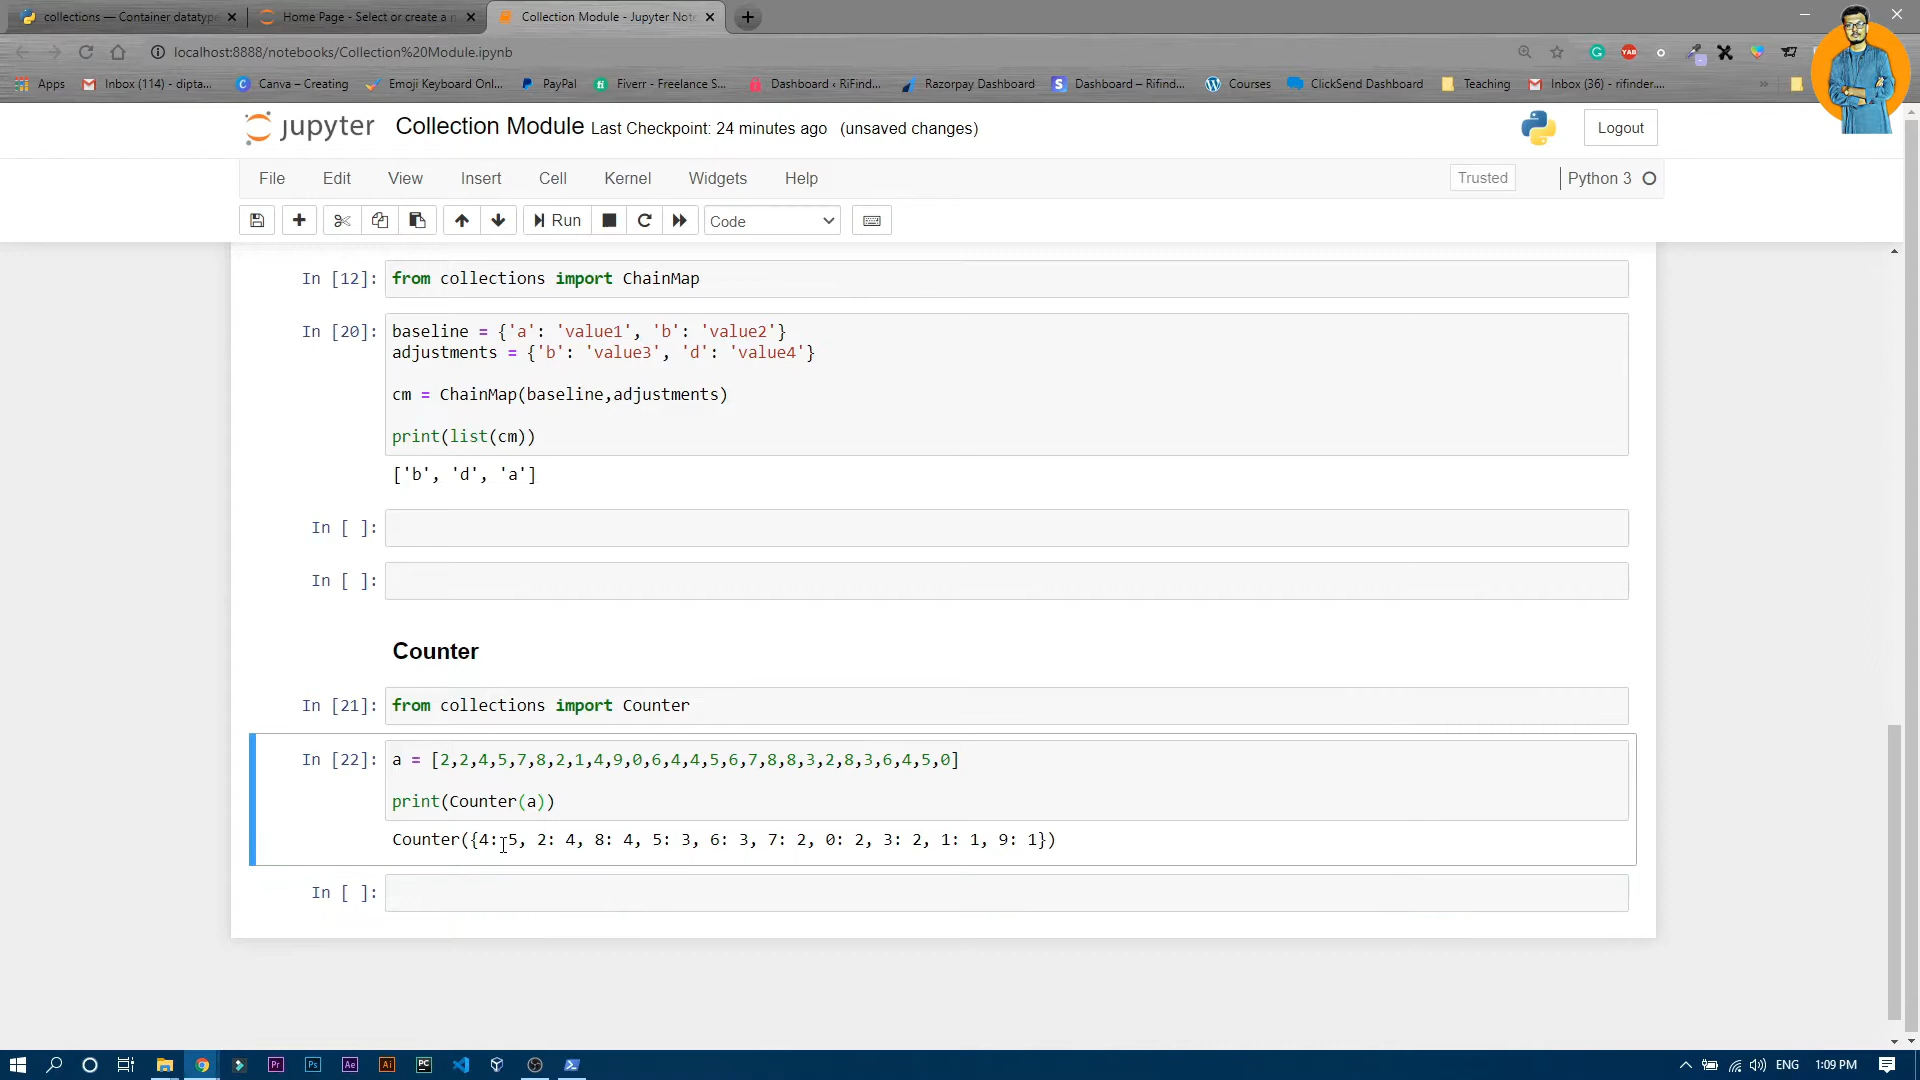 collections — Container datatype
Home Page - Select or create a n
Collection Module - Jupyter Note
localhost:8888/notebooks/Collection%20Module.ipynb
YAB
Apps
Inbox (114) - dipta...
Canva – Creating
Emoji Keyboard Onl...
PayPal
Fiverr - Freelance S...
Dashboard ‹ RiFind...
Razorpay Dashboard
Dashboard – Rifind...
Courses
ClickSend Dashboard
Teaching
Inbox (36) - rifinder....
jupyter Collection Module Last Checkpoint: 24 minutes ago (unsaved changes)
Logout
File Edit View Insert Cell Kernel Widgets Help
Trusted
Python 3
Run
Code
In [12]: from collections import ChainMap
In [20]: baseline = {'a': 'value1', 'b': 'value2'}
adjustments = {'b': 'value3', 'd': 'value4'}
cm = ChainMap(baseline,adjustments)
print(list(cm))
['b', 'd', 'a']
In [ ]:
In [ ]:
Counter
In [21]: from collections import Counter
In [22]: a = [2,2,4,5,7,8,2,1,4,9,0,6,4,4,5,6,7,8,8,3,2,8,3,6,4,5,0]
print(Counter(a))
Counter({4: 5, 2: 4, 8: 4, 5: 3, 6: 3, 7: 2, 0: 2, 3: 2, 1: 1, 9: 1})
In [ ]:
Pr
Ps
Ae
Ai
PC
ENG
1:09 PM